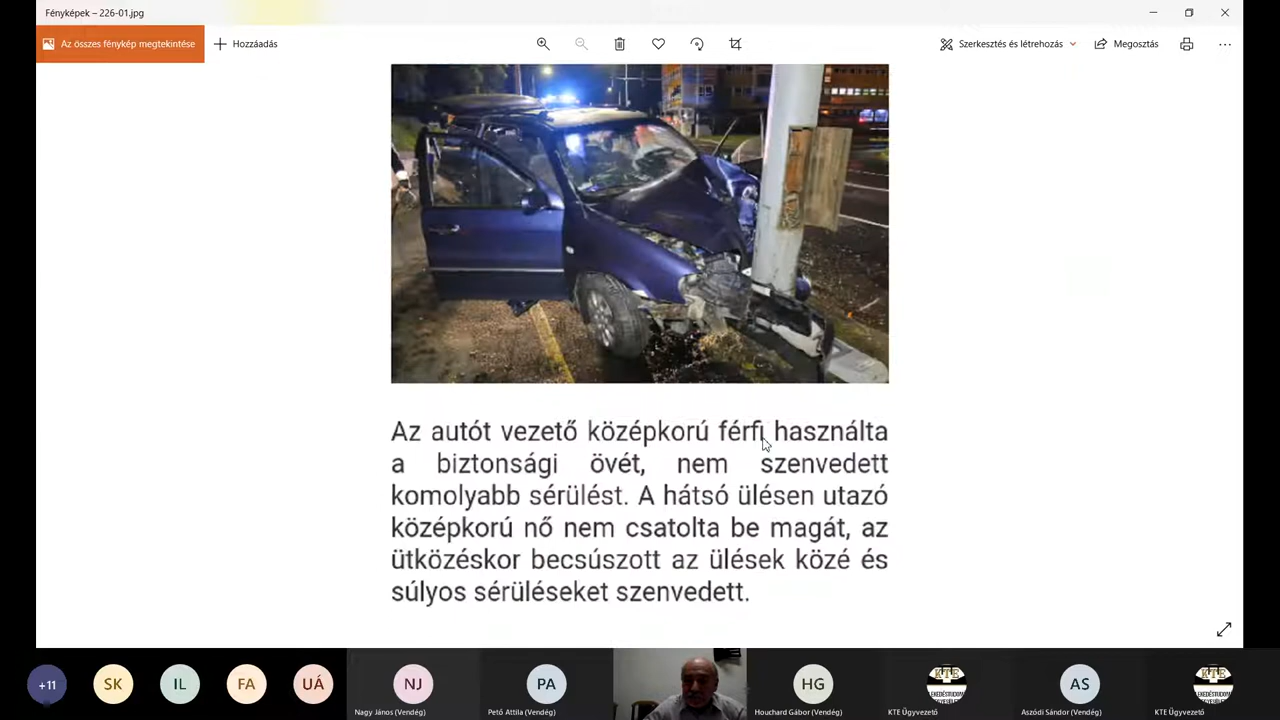 Fényképek – 226-01.jpg
Az összes fénykép megtekintése
Hozzáadás
Szerkesztés és létrehozás
Megosztás
Az autót vezető középkorú férfi használta
a biztonsági övét, nem szenvedett
komolyabb sérülést. A hátsó ülésen utazó
középkorú nő nem csatolta be magát, az
ütközéskor becsúszott az ülések közé és
súlyos sérüléseket szenvedett.
+11
SK
IL
FA
UÁ
NJ
Nagy János (Vendég)
PA
Pető Attila (Vendég)
HG
Houchard Gábor (Vendég)
KTE
KTE Ügyvezető
AS
Aszódi Sándor (Vendég)
KTE
KTE Ügyvezető